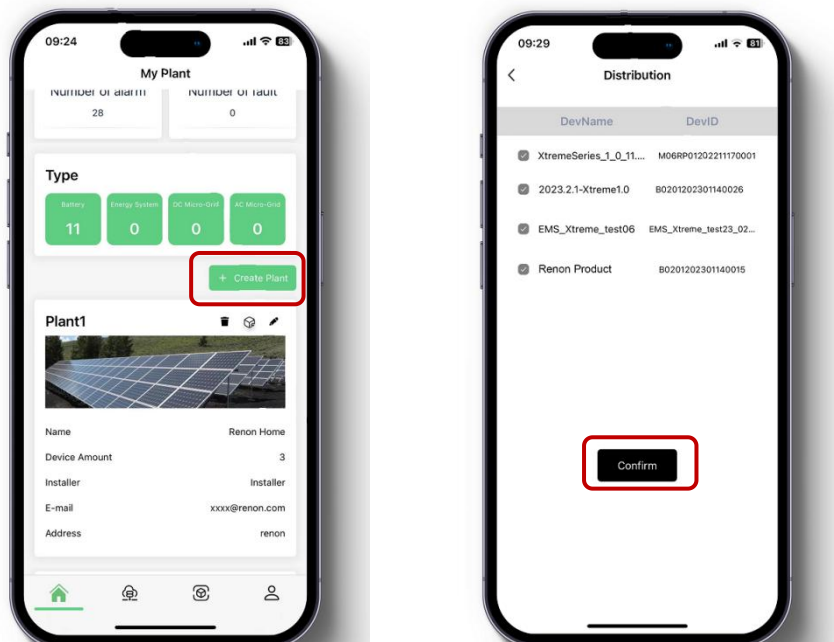 09:24
83
My Plant
Number of alarm
Number of fault
28
0
Type
Battery
Energy System
DC Micro-Grid
AC Micro-Grid
11
0
0
0
+ Create Plant
Plant1
Name
Renon Home
Device Amount
3
Installer
Installer
E-mail
xxxx@renon.com
Address
renon
09:29
81
Distribution
DevName
DevID
XtremeSeries_1_0_11....
M06RP01202211170001
2023.2.1-Xtreme1.0
B0201202301140026
EMS_Xtreme_test06
EMS_Xtreme_test23_02...
Renon Product
B0201202301140015
Confirm